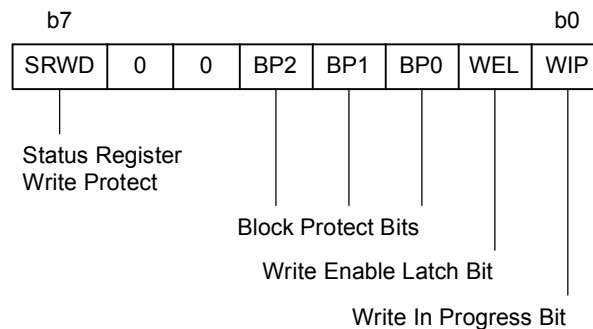 b7 b0
SRWD 0 0 BP2 BP1 BP0 WEL WIP
Status Register
Write Protect
Block Protect Bits
Write Enable Latch Bit
Write In Progress Bit